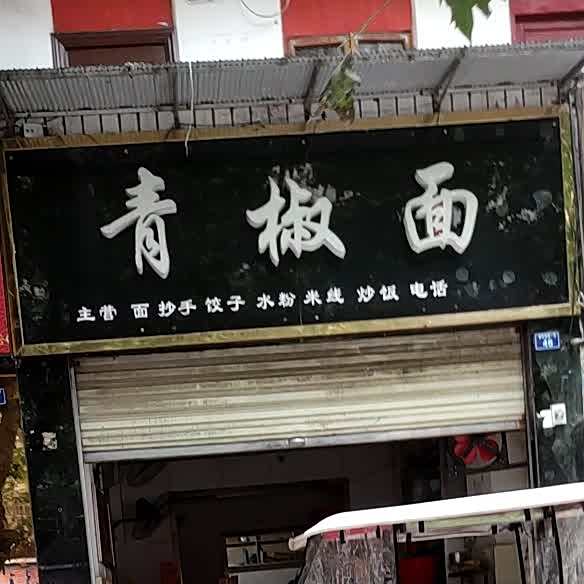 青椒面
主营 面 抄手 饺子 水粉 米线 炒饭 电话